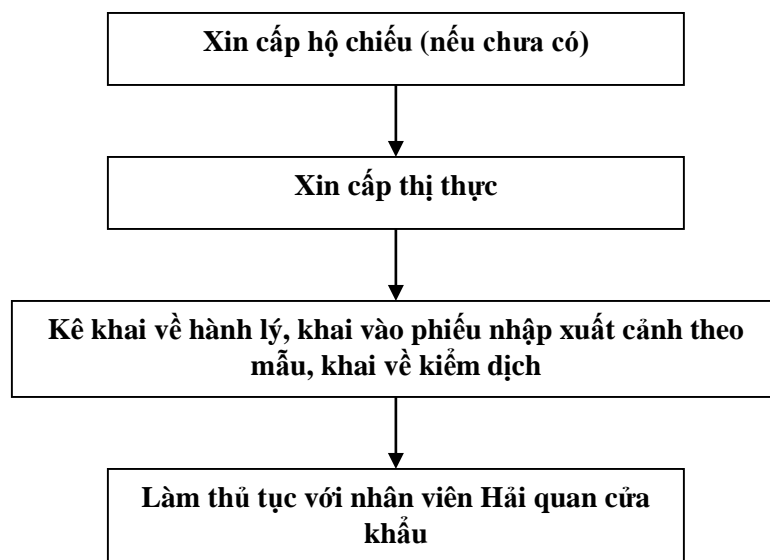 Xin cấp hộ chiếu (nếu chưa có)
Xin cấp thị thực
Kê khai về hành lý, khai vào phiếu nhập xuất cảnh theo
mẫu, khai về kiểm dịch
Làm thủ tục với nhân viên Hải quan cửa
khẩu